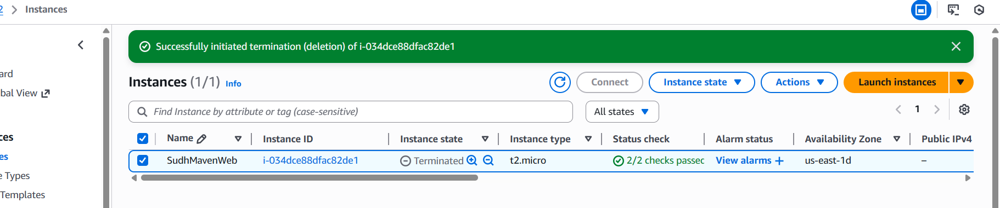 2 > Instances
Successfully initiated termination (deletion) of i-034dce88dfac82de1
Instances (1/1) Info
Connect
Instance state
Actions
Launch instances
Find Instance by attribute or tag (case-sensitive)
All states
1
Name
Instance ID
Instance state
Instance type
Status check
Alarm status
Availability Zone
Public IPv4
SudhMavenWeb
i-034dce88dfac82de1
Terminated
t2.micro
2/2 checks passec
View alarms +
us-east-1d
–
ard
bal View
ces
es
e Types
Templates